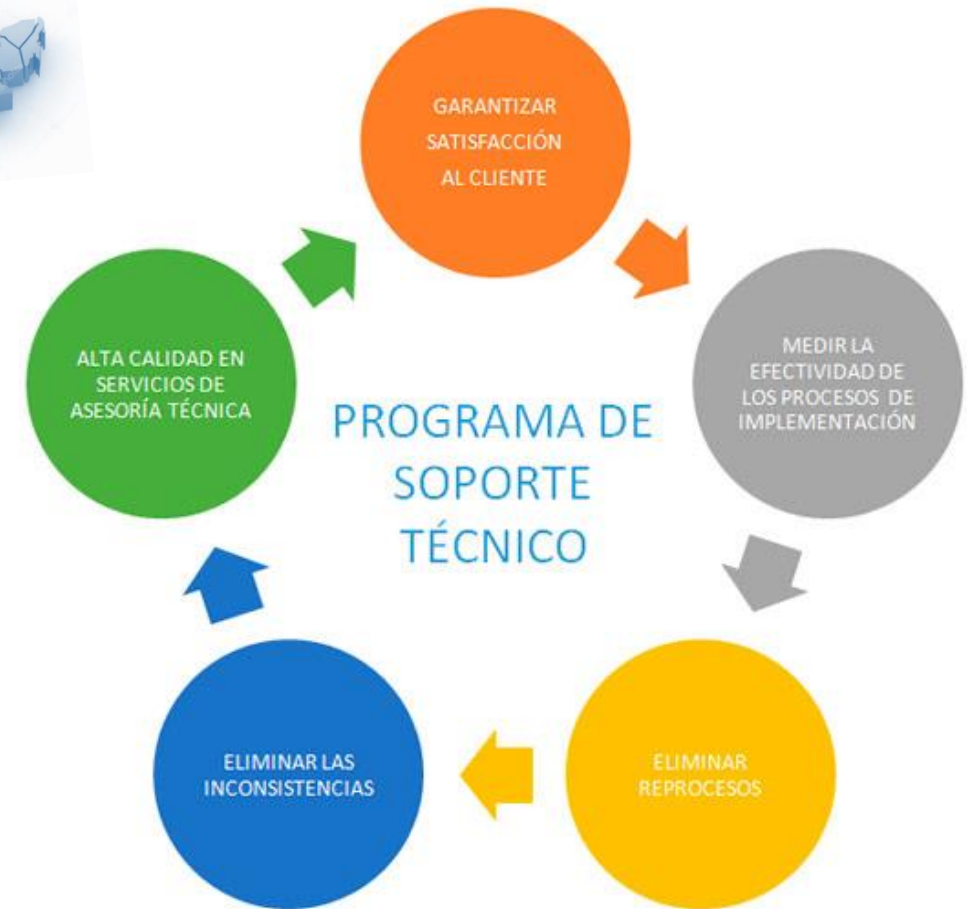 GARANTIZAR
SATISFACCIÓN
AL CLIENTE
MEDIR LA
EFECTIVIDAD DE
LOS PROCESOS DE
IMPLEMENTACIÓN
ELIMINAR
REPROCESOS
ELIMINAR LAS
INCONSISTENCIAS
ALTA CALIDAD EN
SERVICIOS DE
ASESORÍA TÉCNICA
PROGRAMA DE
SOPORTE
TÉCNICO